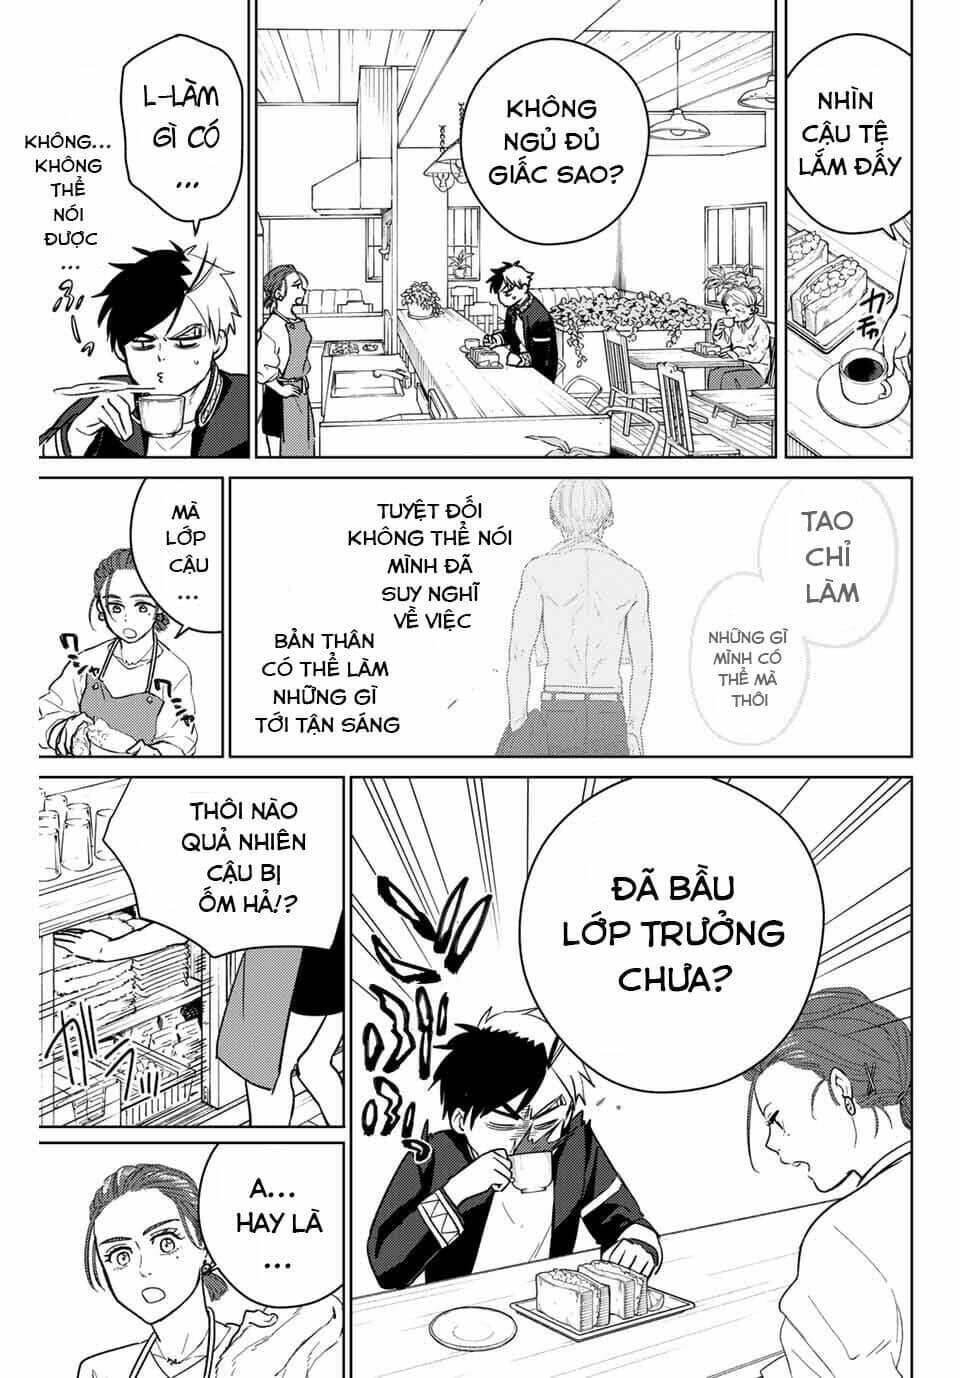 NHÌN
CẬU TỆ
LẮM ĐẤY
カチャ
KHÔNG
NGỦ ĐỦ
GIẤC SAO?
L-LÀM
GÌ CÓ
...
KHÔNG...
KHÔNG
THỂ
NÓI
ĐƯỢC
...
TAO
CHỈ
LÀM
NHỮNG GÌ
MÌNH CÓ
THỂ MÀ
THÔI
TUYỆT ĐỐI
KHÔNG THỂ NÓI
MÌNH ĐÃ
SUY NGHĨ
VỀ VIỆC
BẢN THÂN
CÓ THỂ LÀM
NHỮNG GÌ
TỚI TẬN SÁNG
MÀ
LỚP
CẬU
...
ĐÃ BẦU
LỚP TRƯỞNG
CHƯA?
THÔI NÀO
QUẢ NHIÊN
CẬU BỊ
ỐM HẢ!?
A...
HAY LÀ
...